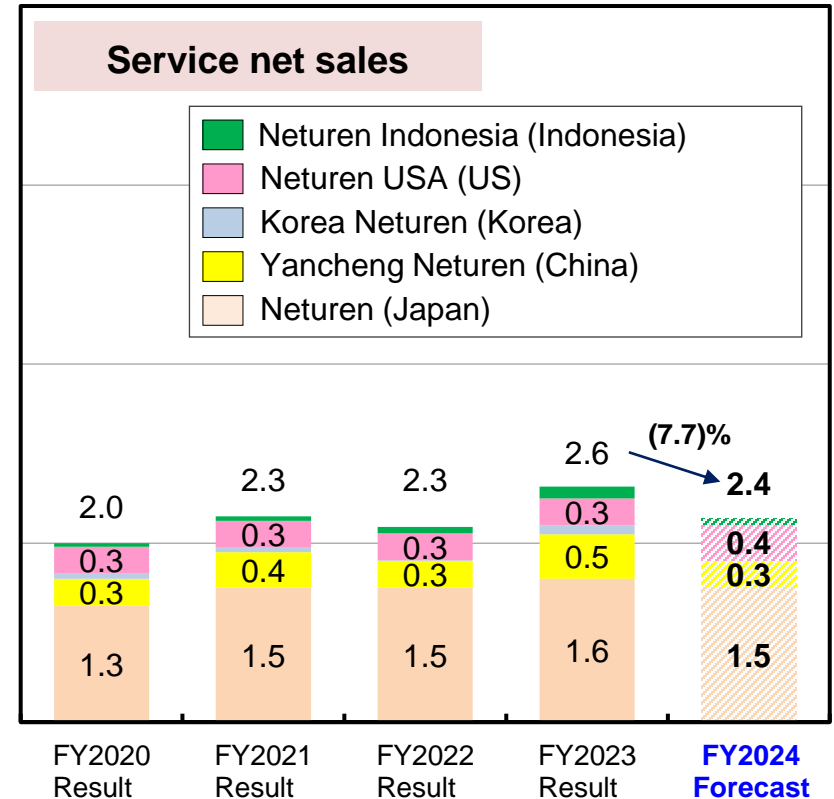 Service net sales
Neturen Indonesia (Indonesia)
Neturen USA (US)
Korea Neturen (Korea)
Yancheng Neturen (China)
Neturen (Japan)
(7.7)%
2.0
2.3
2.3
2.6
2.4
0.3
0.3
0.3
0.3
0.4
0.3
0.4
0.3
0.5
0.3
1.3
1.5
1.5
1.6
1.5
FY2020 Result
FY2021 Result
FY2022 Result
FY2023 Result
FY2024 Forecast